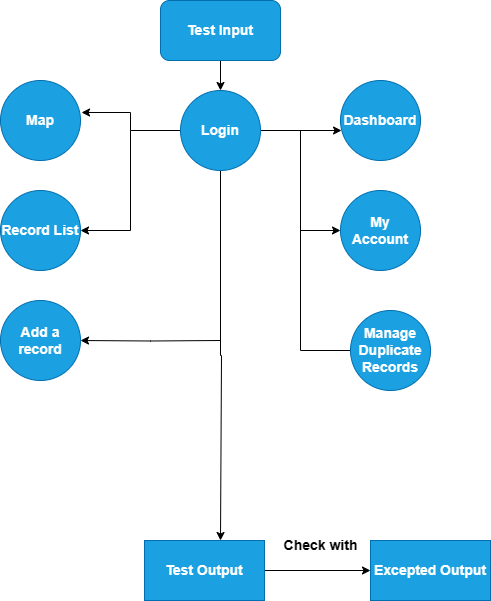 Test Input
Map
Login
Dashboard
Record List
My
Account
Add a
record
Manage
Duplicate
Records
Check with
Test Output
Excepted Output